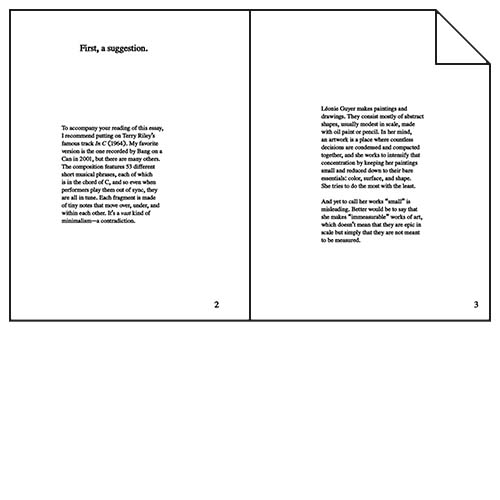 First, a suggestion.
To accompany your reading of this essay,
I recommend putting on Terry Riley's
famous track In C (1964). My favorite
version is the one recorded by Bang on a
Can in 2001, but there are many others.
The composition features 53 different
short musical phrases, each of which
is in the chord of C, and so even when
performers play them out of sync, they
are all in tune. Each fragment is made
of tiny notes that move over, under, and
within each other. It's a vast kind of
minimalism—a contradiction.
2
Léonie Guyer makes paintings and
drawings. They consist mostly of abstract
shapes, usually modest in scale, made
with oil paint or pencil. In her mind,
an artwork is a place where countless
decisions are condensed and compacted
together, and she works to intensify that
concentration by keeping her paintings
small and reduced down to their bare
essentials: color, surface, and shape.
She tries to do the most with the least.
And yet to call her works “small” is
misleading. Better would be to say that
she makes “immeasurable” works of art,
which doesn't mean that they are epic in
scale but simply that they are not meant
to be measured.
3